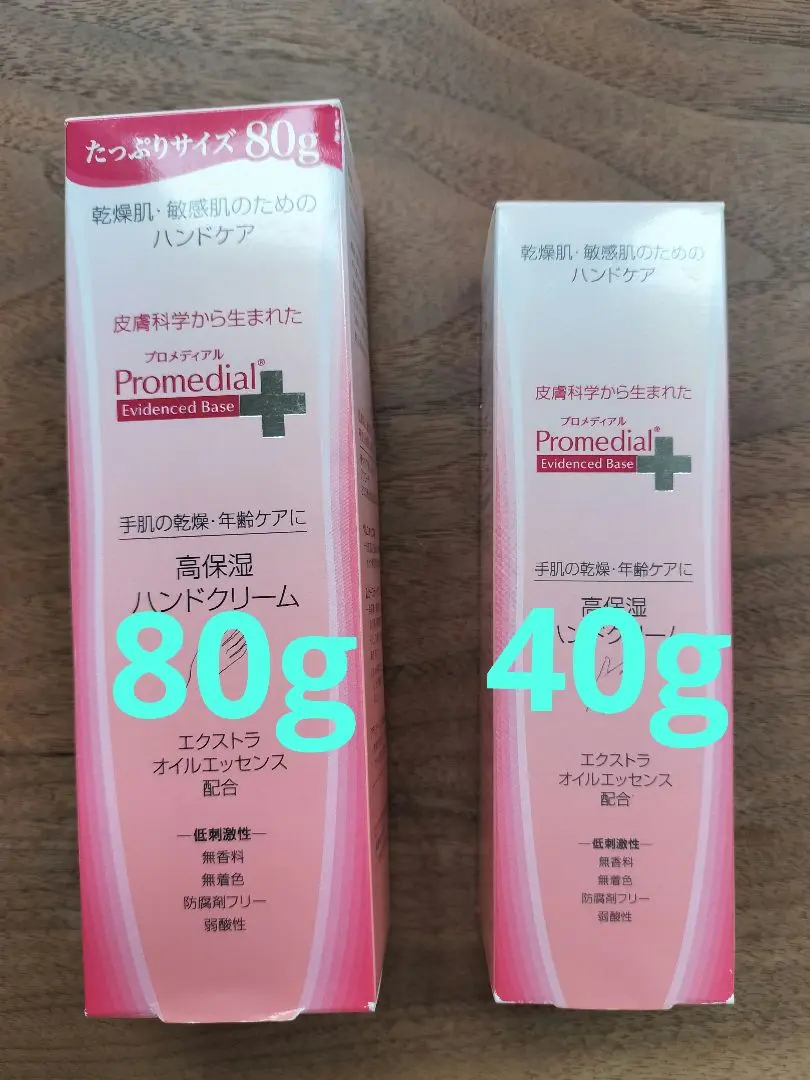 たっぷりサイズ 80g
乾燥肌・敏感肌のための
ハンドケア
皮膚科学から生まれた
プロメディアル
Promedial®
Evidenced Base
手肌の乾燥・年齢ケアに
高保湿
ハンドクリーム
80g
エクストラ
オイルエッセンス
配合
―低刺激性―
無香料
無着色
防腐剤フリー
弱酸性
乾燥肌・敏感肌のための
ハンドケア
皮膚科学から生まれた
プロメディアル
Promedial®
Evidenced Base
手肌の乾燥・年齢ケアに
高保湿
ハンドクリーム
40g
エクストラ
オイルエッセンス
配合
―低刺激性―
無香料
無着色
防腐剤フリー
弱酸性